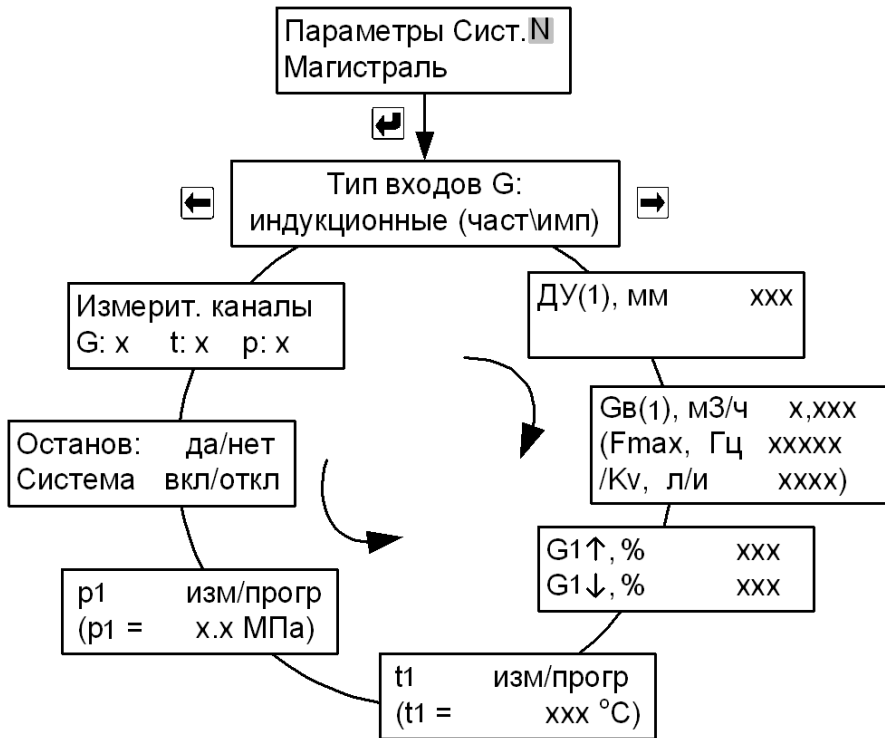 Параметры Сист.N
Магистраль
Тип входов G:
индукционные (част\имп)
ДУ(1), мм xxx
Gв(1), м3/ч x,xxx
(Fmax, Гц xxxxx
/Kv, л/и xxxx)
G1↑, % xxx
G1↓, % xxx
t1 изм/прогр
(t1 = xxx °C)
p1 изм/прогр
(p1 = x.x МПа)
Останов: да/нет
Система вкл/откл
Измерит. каналы
G: x t: x p: x